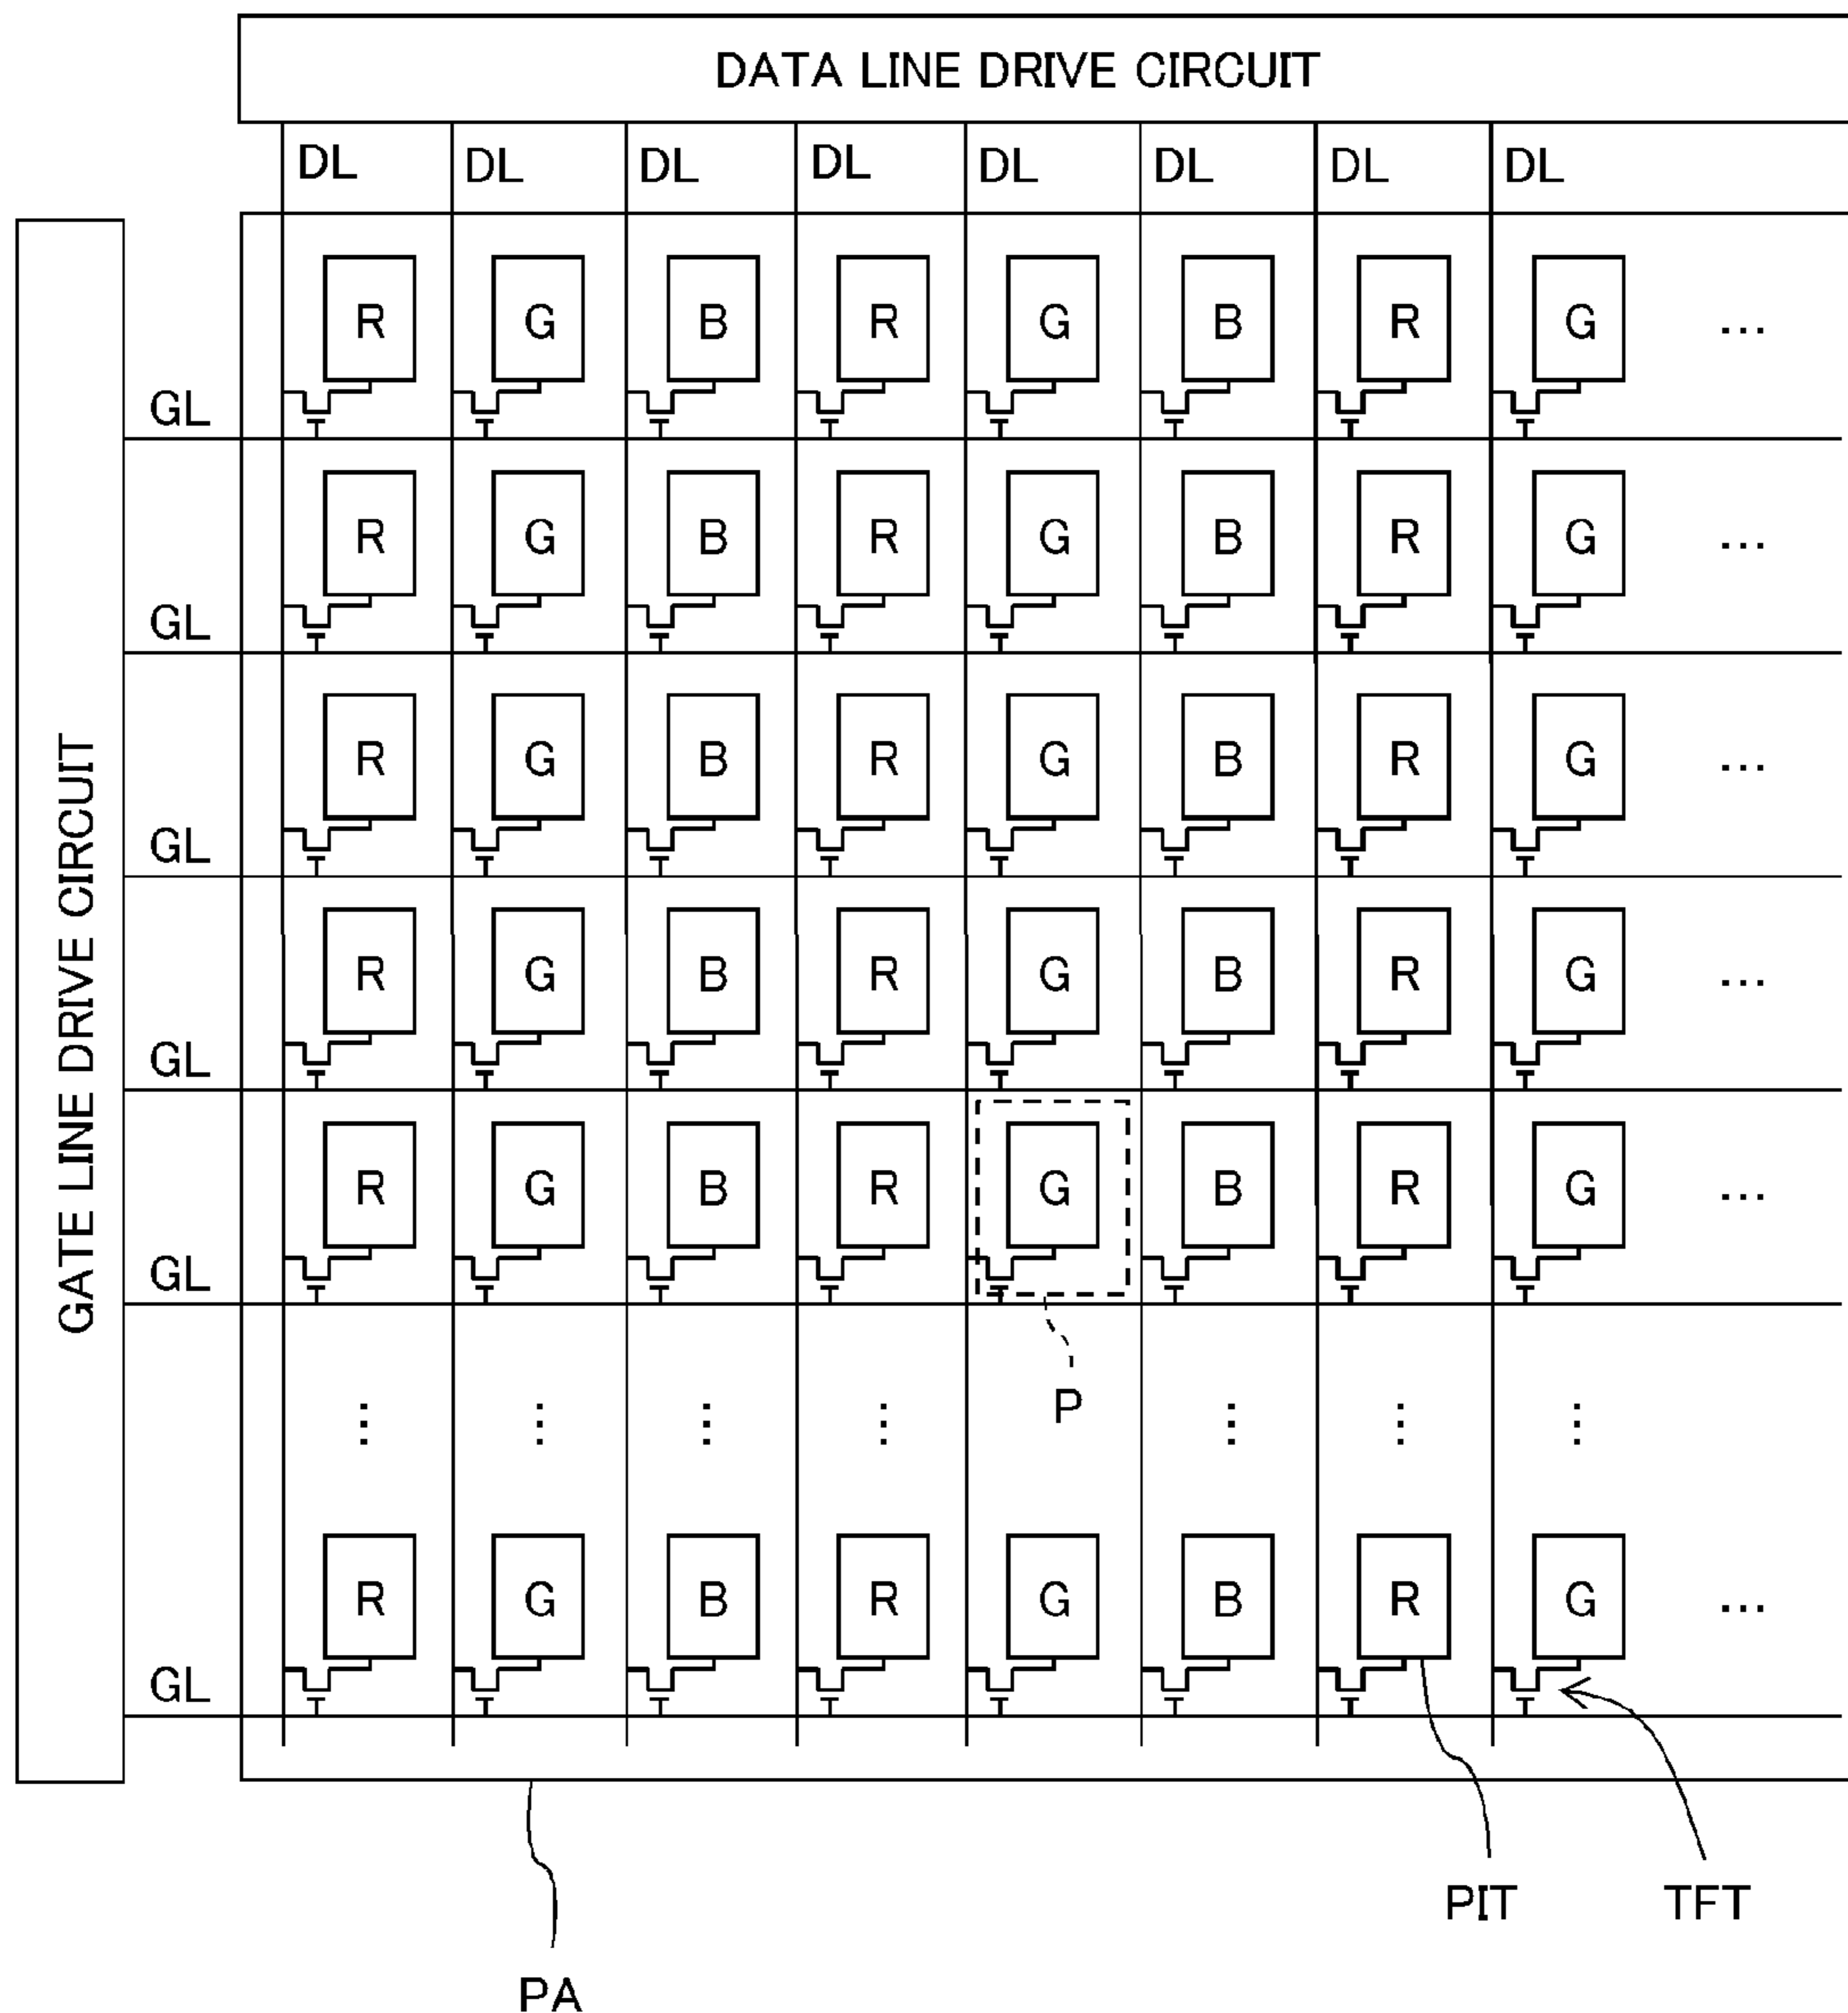 DATA LINE DRIVE CIRCUIT
DL DL DL DL DL DL DL DL
GATE LINE DRIVE CIRCUIT
R G B R G B R G ...
GL
R G B R G B R G ...
GL
R G B R G B R G ...
GL
R G B R G B R G ...
GL
R G B R G B R G ...
GL
P
R G B R G B R G ...
GL
PIT TFT
PA